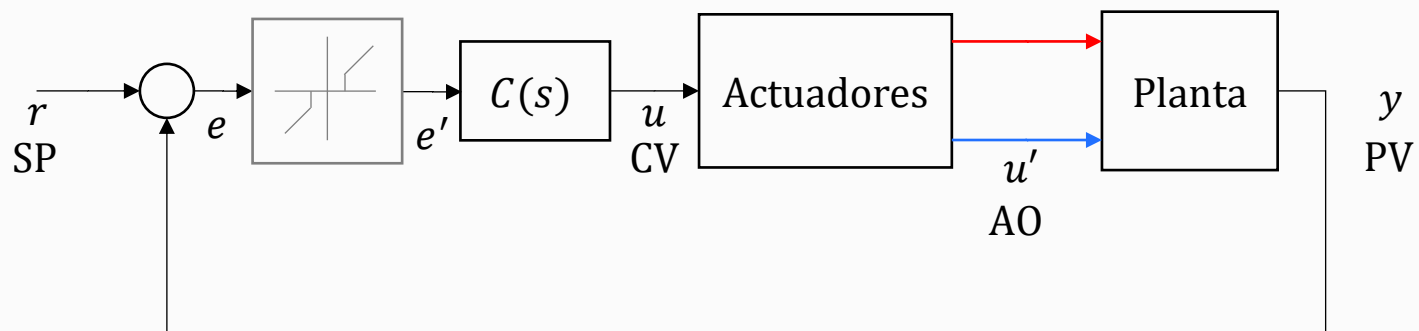 r
SP
e
e′
C(s)
u
CV
Actuadores
u′
AO
Planta
y
PV